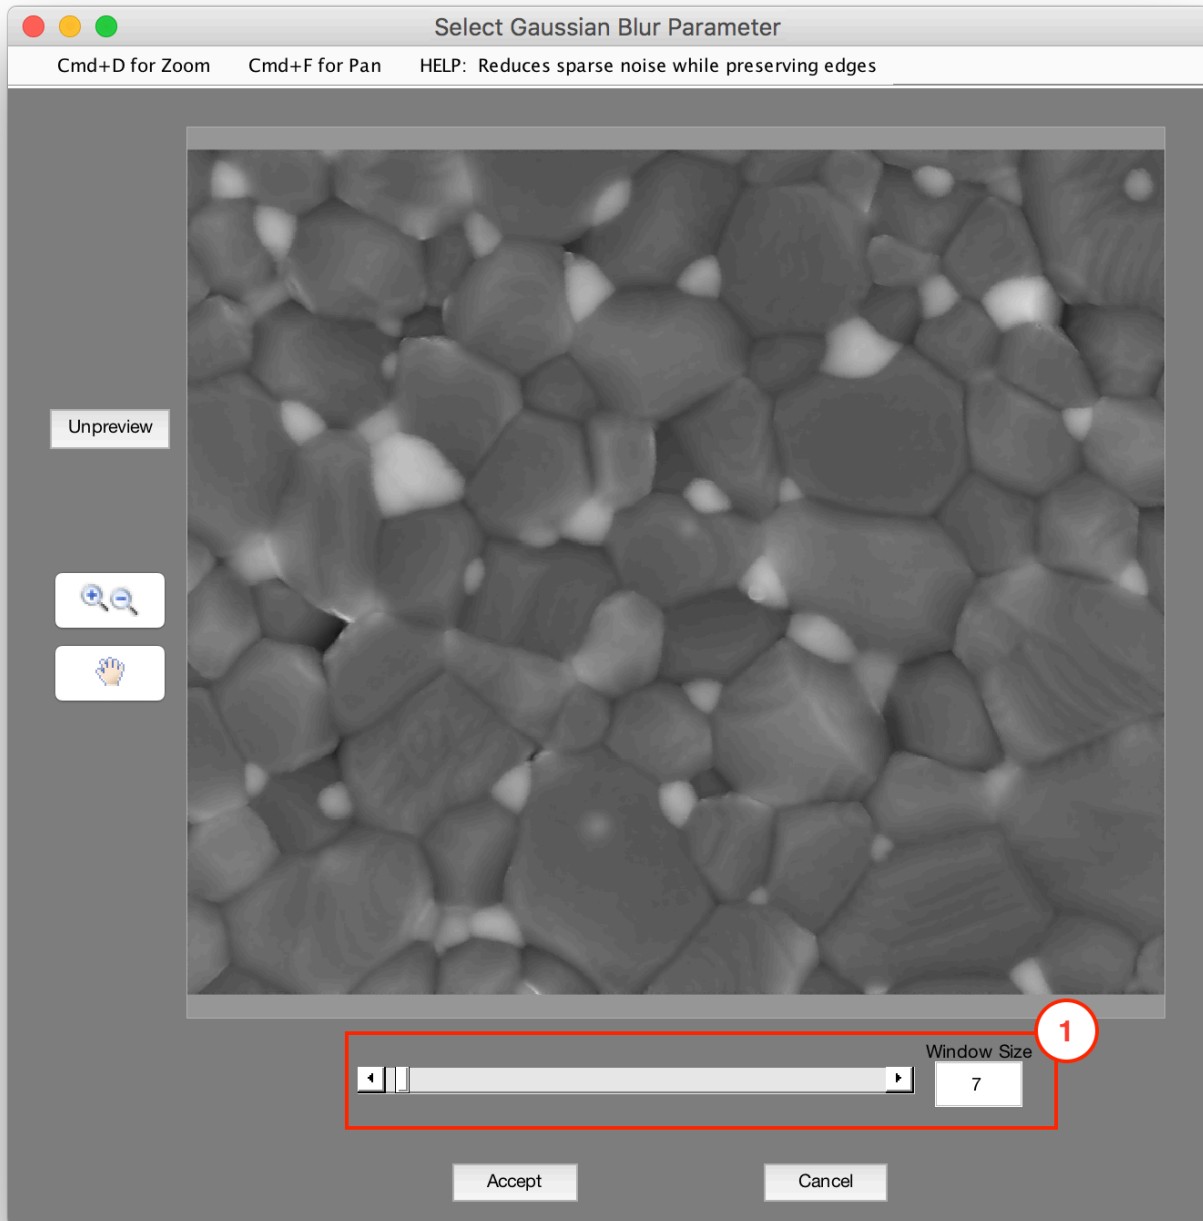 Select Gaussian Blur Parameter
Cmd+D for Zoom Cmd+F for Pan HELP: Reduces sparse noise while preserving edges
Unpreview
1
Window Size
7
Accept Cancel